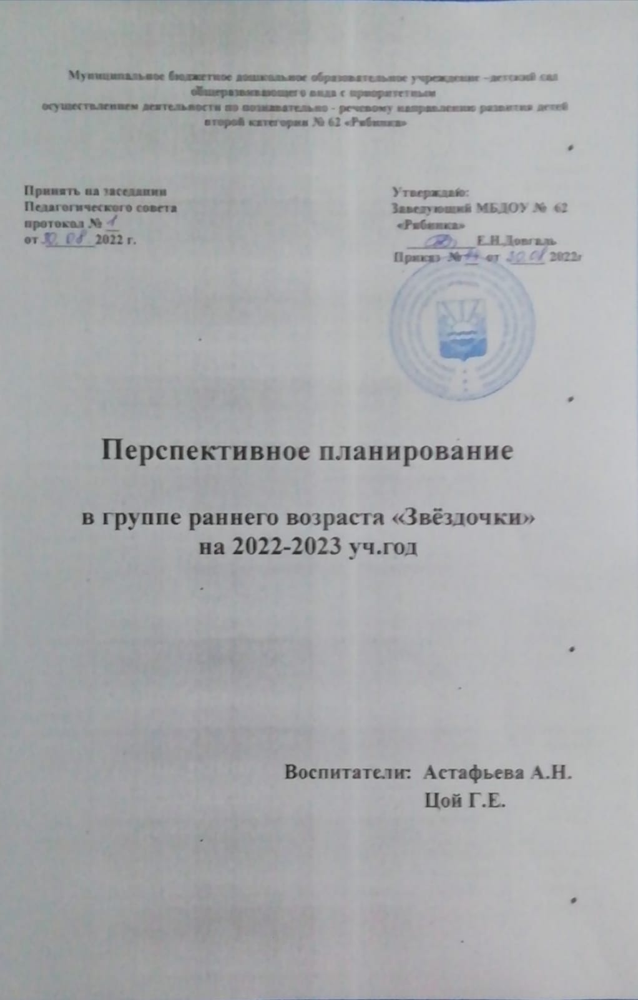 Муниципальное бюджетное дошкольное образовательное учреждение –детский сад
общеразвивающего вида с приоритетным
осуществлением деятельности по познавательно - речевому направлению развития детей
второй категории № 62 «Рябинка»
Принять на заседании
Педагогического совета
протокол № 1
от 30. 08 2022 г.
Утверждаю:
Заведующий МБДОУ № 62
«Рябинка»
Е.Н.Довгаль
Приказ № от 30.08 2022г
Перспективное планирование
в группе раннего возраста «Звёздочки»
на 2022-2023 уч.год
Воспитатели: Астафьева А.Н.
Цой Г.Е.